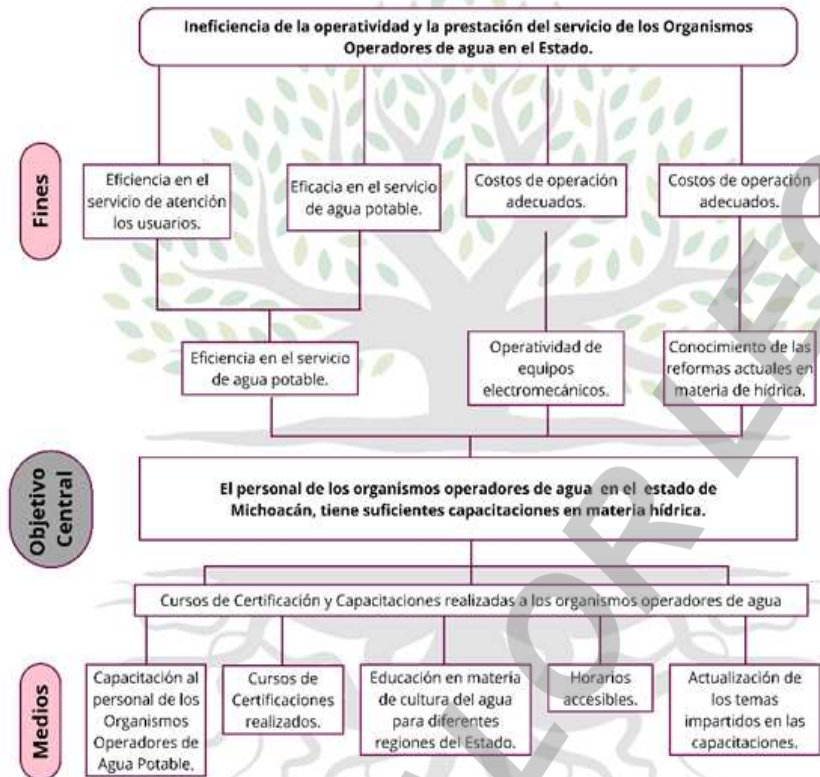 Ineficiencia de la operatividad y la prestación del servicio de los Organismos
Operadores de agua en el Estado.
Fines
Eficiencia en el
servicio de atención
los usuarios.
Eficacia en el servicio
de agua potable.
Costos de operación
adecuados.
Costos de operación
adecuados.
Eficiencia en el servicio
de agua potable.
Operatividad de
equipos
electromecánicos.
Conocimiento de las
reformas actuales en
materia de hídrica.
Objetivo
Central
El personal de los organismos operadores de agua en el estado de
Michoacán, tiene suficientes capacitaciones en materia hídrica.
Cursos de Certificación y Capacitaciones realizadas a los organismos operadores de agua
Medios
Capacitación al
personal de los
Organismos
Operadores de
Agua Potable.
Cursos de
Certificaciones
realizados.
Educación en materia
de cultura del agua
para diferentes
regiones del Estado.
Horarios
accesibles.
Actualización de
los temas
impartidos en las
capacitaciones.